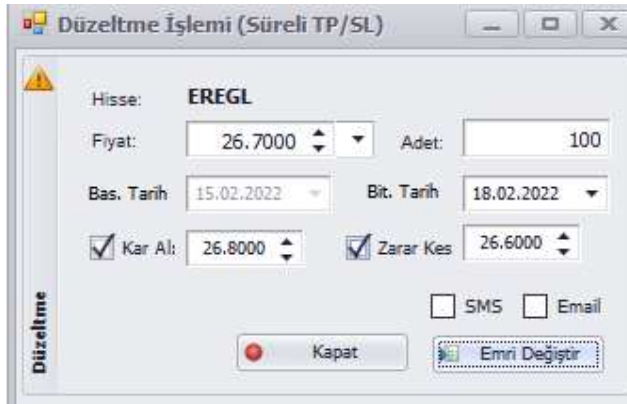 Düzeltme İşlemi (Süreli TP/SL)
Hisse: EREGL
Fiyat: 26.7000 Adet: 100
Bas. Tarih 15.02.2022 Bit. Tarih 18.02.2022
Kar Al: 26.8000 Zarar Kes 26.6000
SMS Email
Düzeltme
Kapat Emri Değiştir